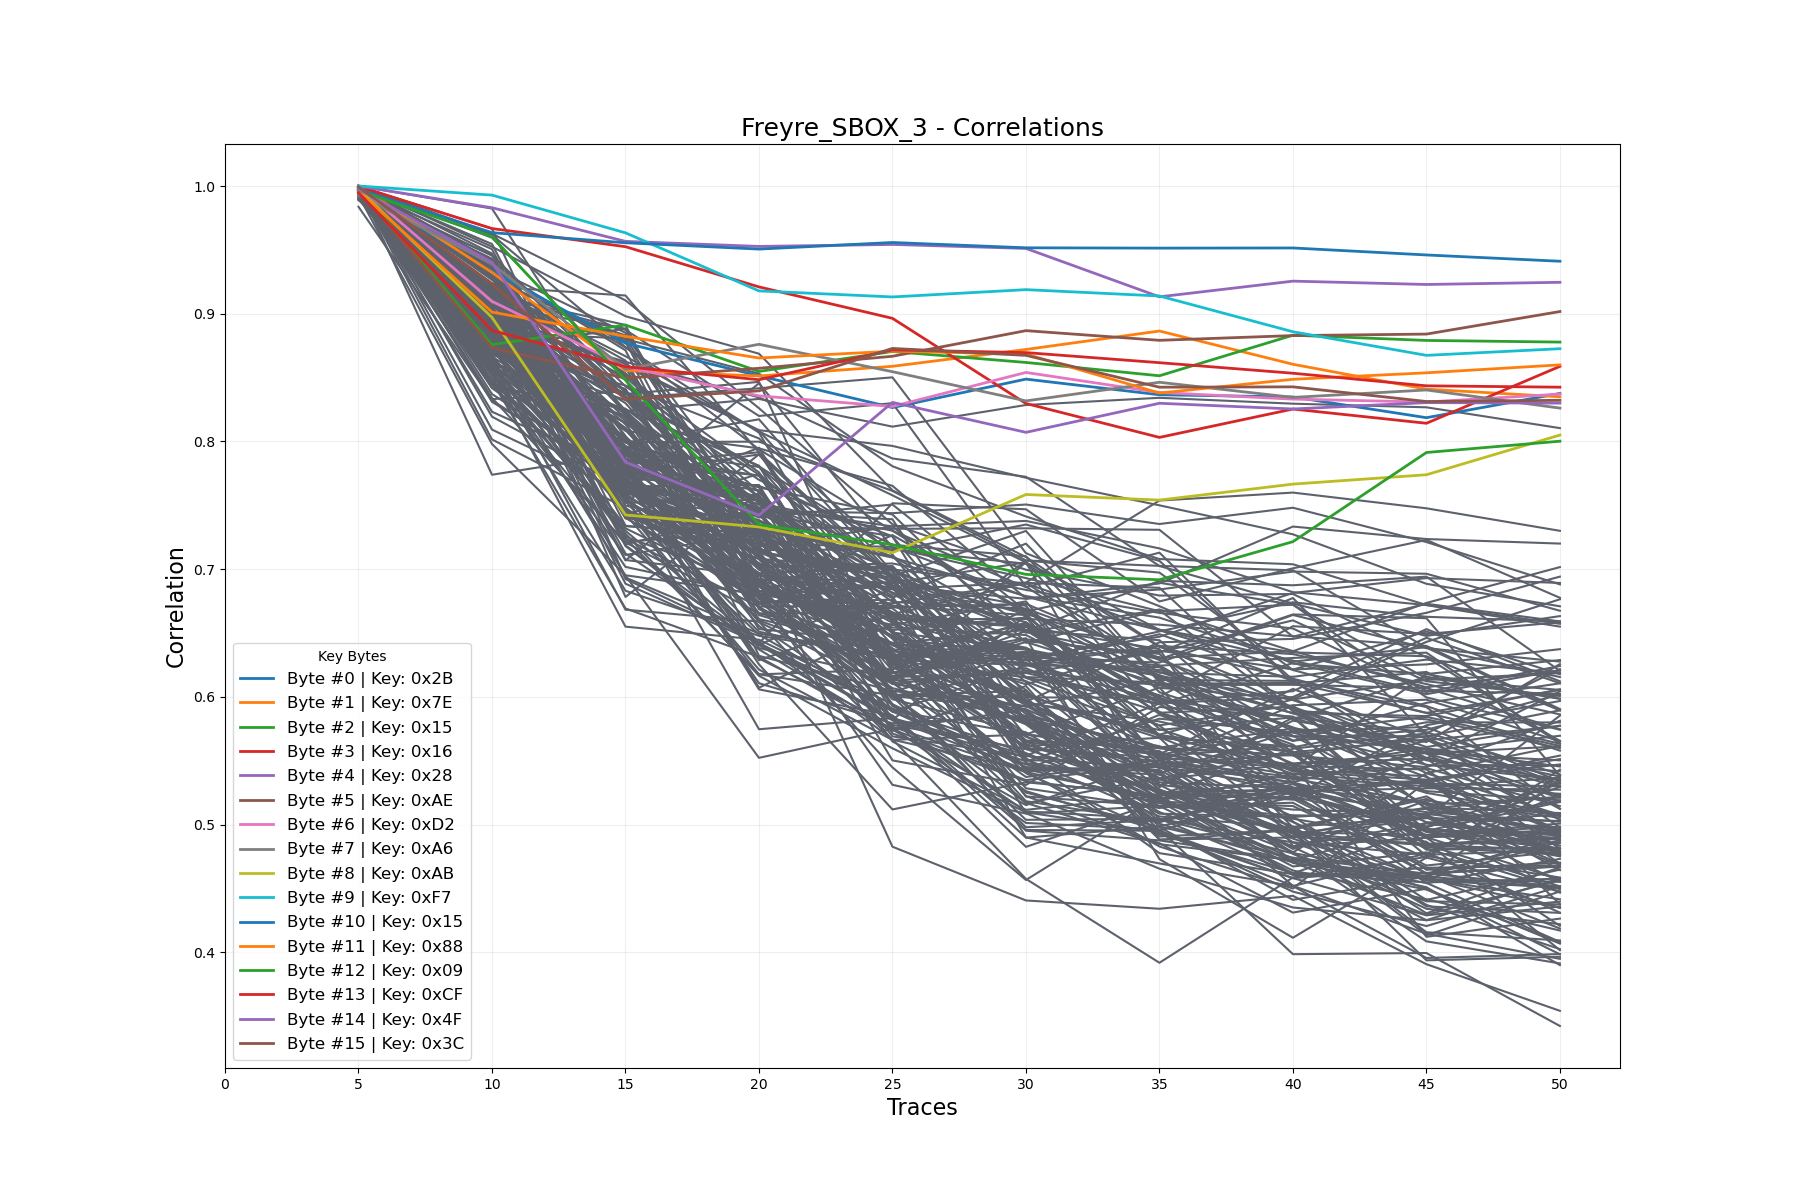 Freyre_SBOX_3 - Correlations
Correlation
1.0
0.9
0.8
0.7
0.6
0.5
0.4
Key Bytes
Byte #0 | Key: 0x2B
Byte #1 | Key: 0x7E
Byte #2 | Key: 0x15
Byte #3 | Key: 0x16
Byte #4 | Key: 0x28
Byte #5 | Key: 0xAE
Byte #6 | Key: 0xD2
Byte #7 | Key: 0xA6
Byte #8 | Key: 0xAB
Byte #9 | Key: 0xF7
Byte #10 | Key: 0x15
Byte #11 | Key: 0x88
Byte #12 | Key: 0x09
Byte #13 | Key: 0xCF
Byte #14 | Key: 0x4F
Byte #15 | Key: 0x3C
0 5 10 15 20 25 30 35 40 45 50
Traces